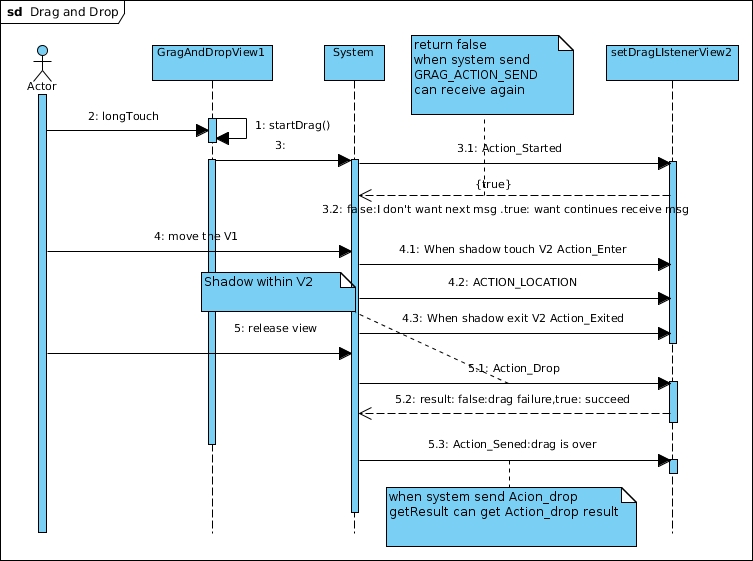 sd Drag and Drop
Actor
GragAndDropView1
System
return false
when system send
GRAG_ACTION_SEND
can receive again
setDragLIstenerView2
2: longTouch
1: startDrag()
3:
3.1: Action_Started
{true}
3.2: false:I don't want next msg .true: want continues receive msg
4: move the V1
4.1: When shadow touch V2 Action_Enter
Shadow within V2
4.2: ACTION_LOCATION
4.3: When shadow exit V2 Action_Exited
5: release view
5.1: Action_Drop
5.2: result: false:drag failure,true: succeed
5.3: Action_Sened:drag is over
when system send Acion_drop
getResult can get Action_drop result